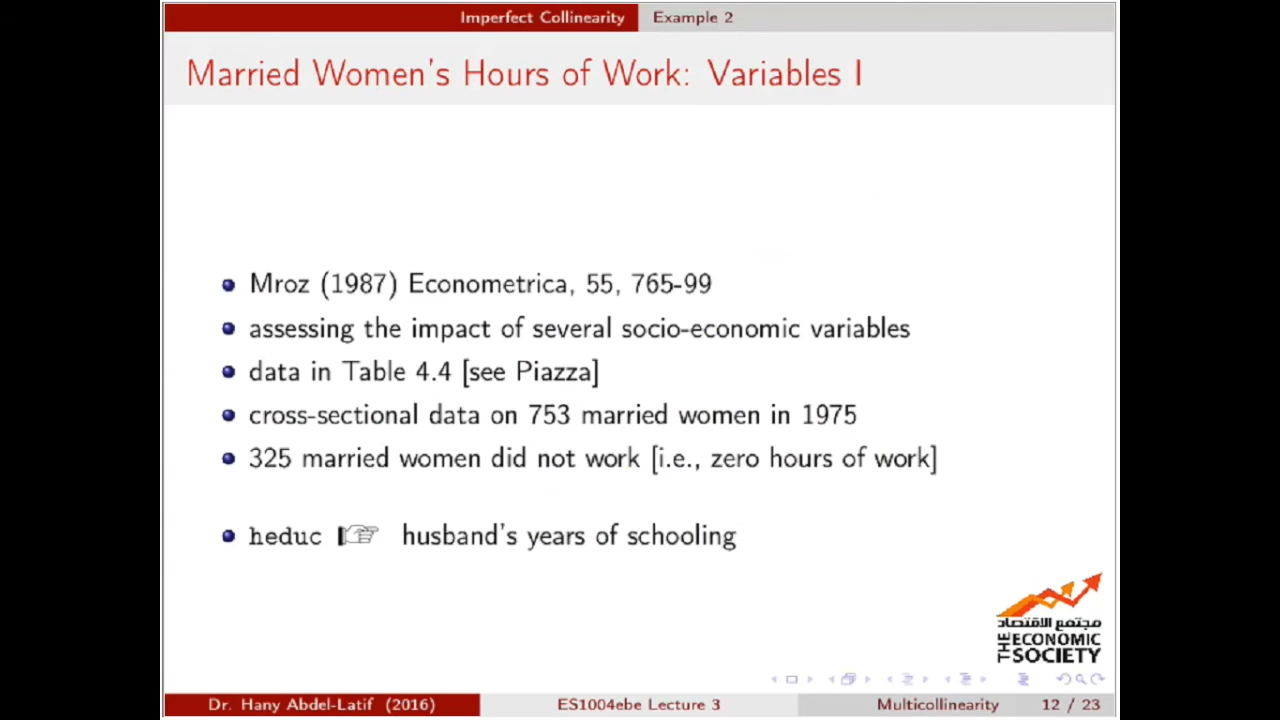 Imperfect Collinearity Example 2
Married Women's Hours of Work: Variables I
Mroz (1987) Econometrica, 55, 765-99
assessing the impact of several socio-economic variables
data in Table 4.4 [see Piazza]
cross-sectional data on 753 married women in 1975
325 married women did not work [i.e., zero hours of work]
heduc ☞ husband's years of schooling
مجتمع الاقتصاد
THE ECONOMIC
SOCIETY
Dr. Hany Abdel-Latif (2016) ES1004ebe Lecture 3 Multicollinearity 12 / 23